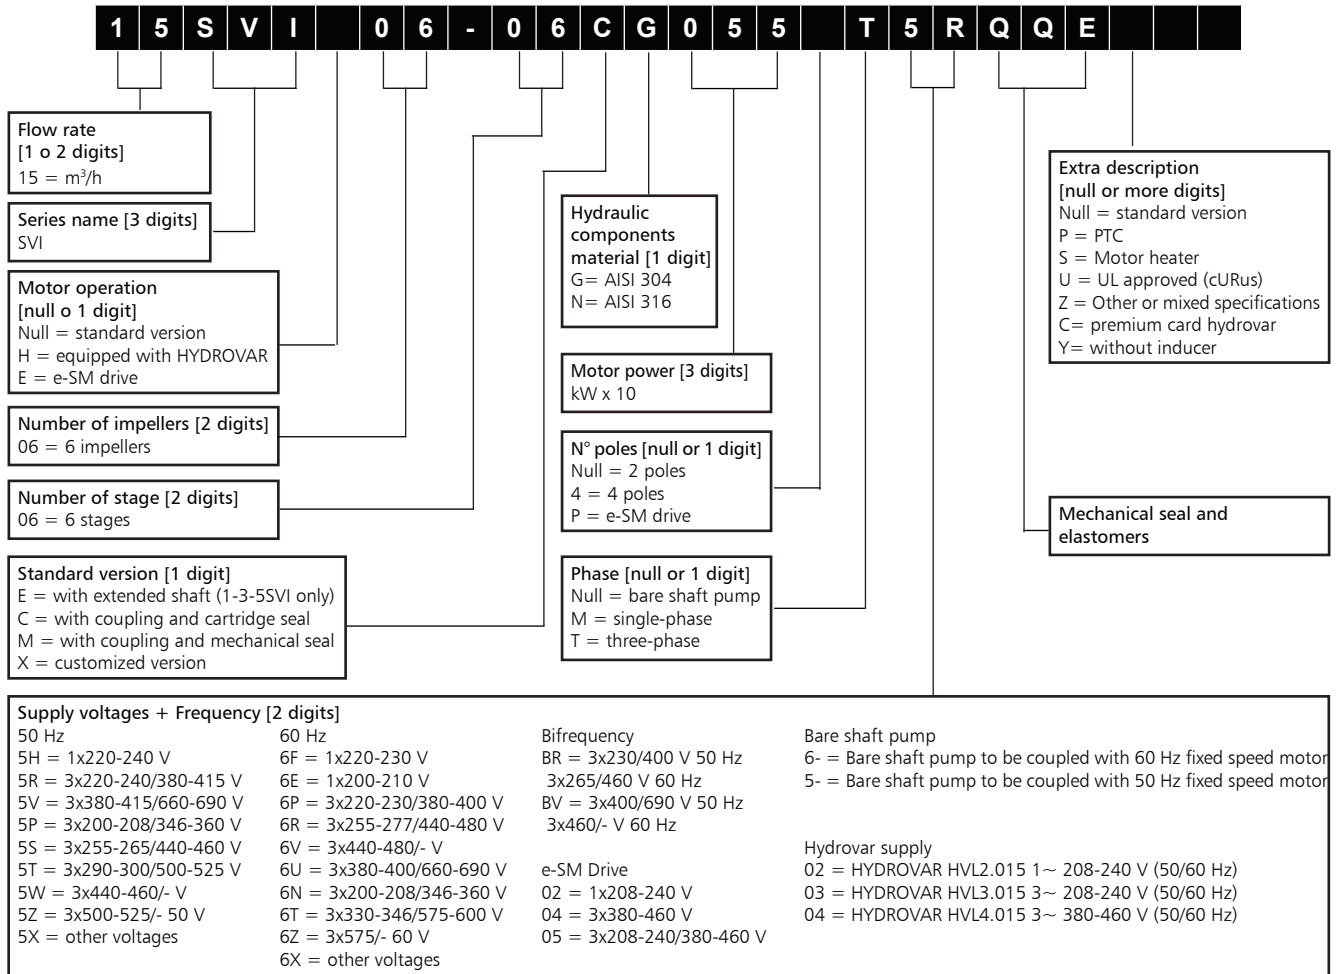 1 5 S V I 0 6 - 0 6 C G 0 5 5 T 5 R Q Q E
Flow rate
[1 o 2 digits]
15 = m³/h
Series name [3 digits]
SVI
Motor operation
[null o 1 digit]
Null = standard version
H = equipped with HYDROVAR
E = e-SM drive
Number of impellers [2 digits]
06 = 6 impellers
Number of stage [2 digits]
06 = 6 stages
Standard version [1 digit]
E = with extended shaft (1-3-5SVI only)
C = with coupling and cartridge seal
M = with coupling and mechanical seal
X = customized version
Hydraulic
components
material [1 digit]
G= AISI 304
N= AISI 316
Motor power [3 digits]
kW x 10
N° poles [null or 1 digit]
Null = 2 poles
4 = 4 poles
P = e-SM drive
Phase [null or 1 digit]
Null = bare shaft pump
M = single-phase
T = three-phase
Extra description
[null or more digits]
Null = standard version
P = PTC
S = Motor heater
U = UL approved (cURus)
Z = Other or mixed specifications
C= premium card hydrovar
Y= without inducer
Mechanical seal and
elastomers
Supply voltages + Frequency [2 digits]
50 Hz
5H = 1x220-240 V
5R = 3x220-240/380-415 V
5V = 3x380-415/660-690 V
5P = 3x200-208/346-360 V
5S = 3x255-265/440-460 V
5T = 3x290-300/500-525 V
5W = 3x440-460/- V
5Z = 3x500-525/- 50 V
5X = other voltages
60 Hz
6F = 1x220-230 V
6E = 1x200-210 V
6P = 3x220-230/380-400 V
6R = 3x255-277/440-480 V
6V = 3x440-480/- V
6U = 3x380-400/660-690 V
6N = 3x200-208/346-360 V
6T = 3x330-346/575-600 V
6Z = 3x575/- 60 V
6X = other voltages
Bifrequency
BR = 3x230/400 V 50 Hz
3x265/460 V 60 Hz
BV = 3x400/690 V 50 Hz
3x460/- V 60 Hz
e-SM Drive
02 = 1x208-240 V
04 = 3x380-460 V
05 = 3x208-240/380-460 V
Bare shaft pump
6- = Bare shaft pump to be coupled with 60 Hz fixed speed motor
5- = Bare shaft pump to be coupled with 50 Hz fixed speed motor
Hydrovar supply
02 = HYDROVAR HVL2.015 1~ 208-240 V (50/60 Hz)
03 = HYDROVAR HVL3.015 3~ 208-240 V (50/60 Hz)
04 = HYDROVAR HVL4.015 3~ 380-460 V (50/60 Hz)